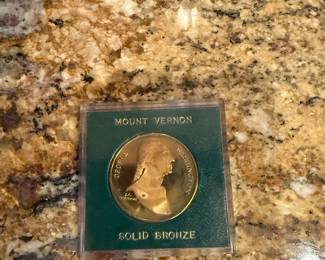 MOUNT VERNON
GEORGE WASHINGTON
SOLID BRONZE